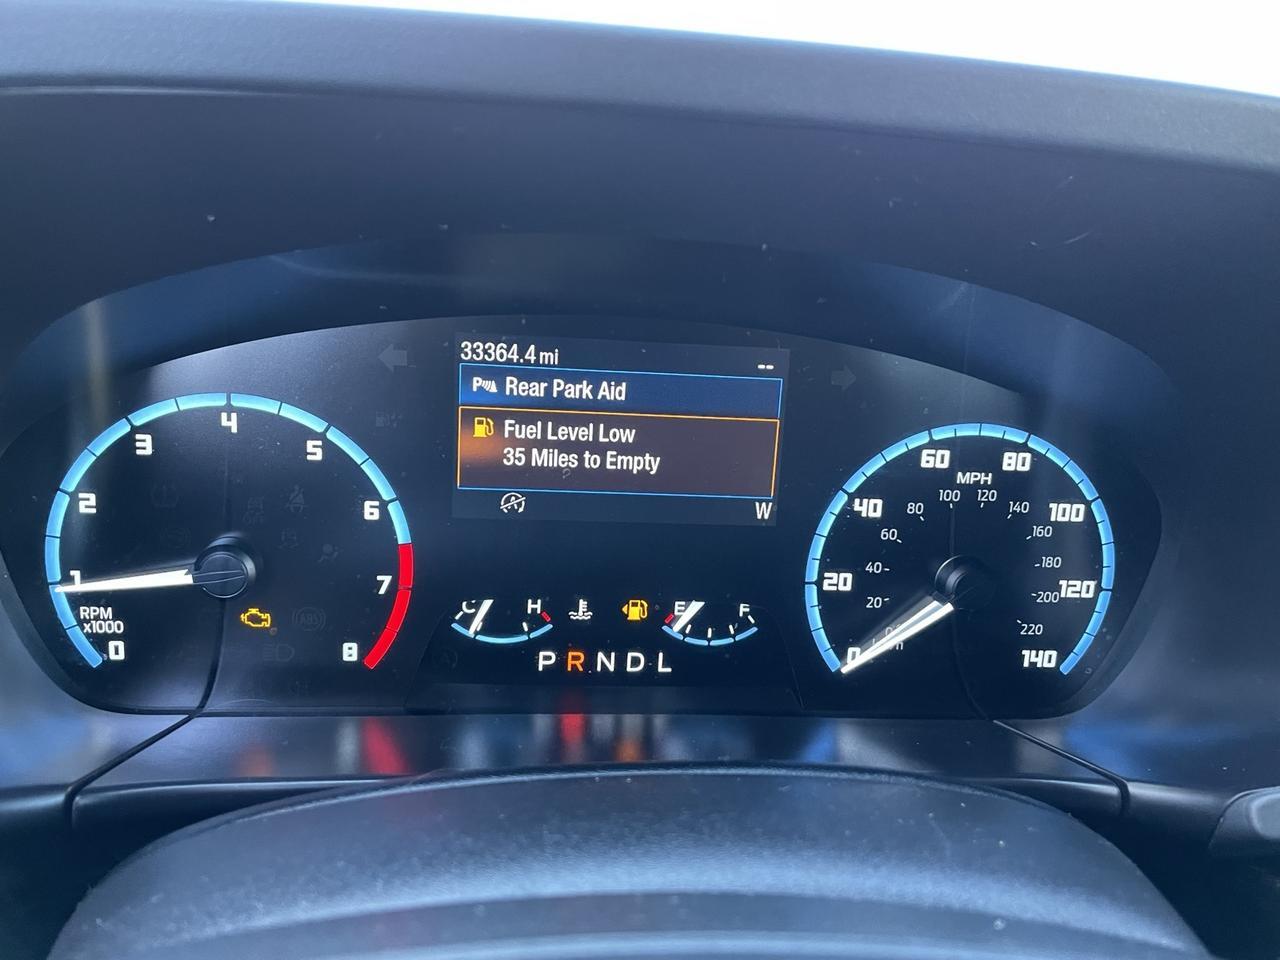 33364.4 mi
--
P Rear Park Aid
Fuel Level Low
35 Miles to Empty
A
W
0
1
2
3
4
5
6
7
8
RPM
x1000
ABS
C H
E F
P R N D L
0
20
40
60
80
100
120
140
MPH
20
40
60
80
100
120
140
160
180
200
220